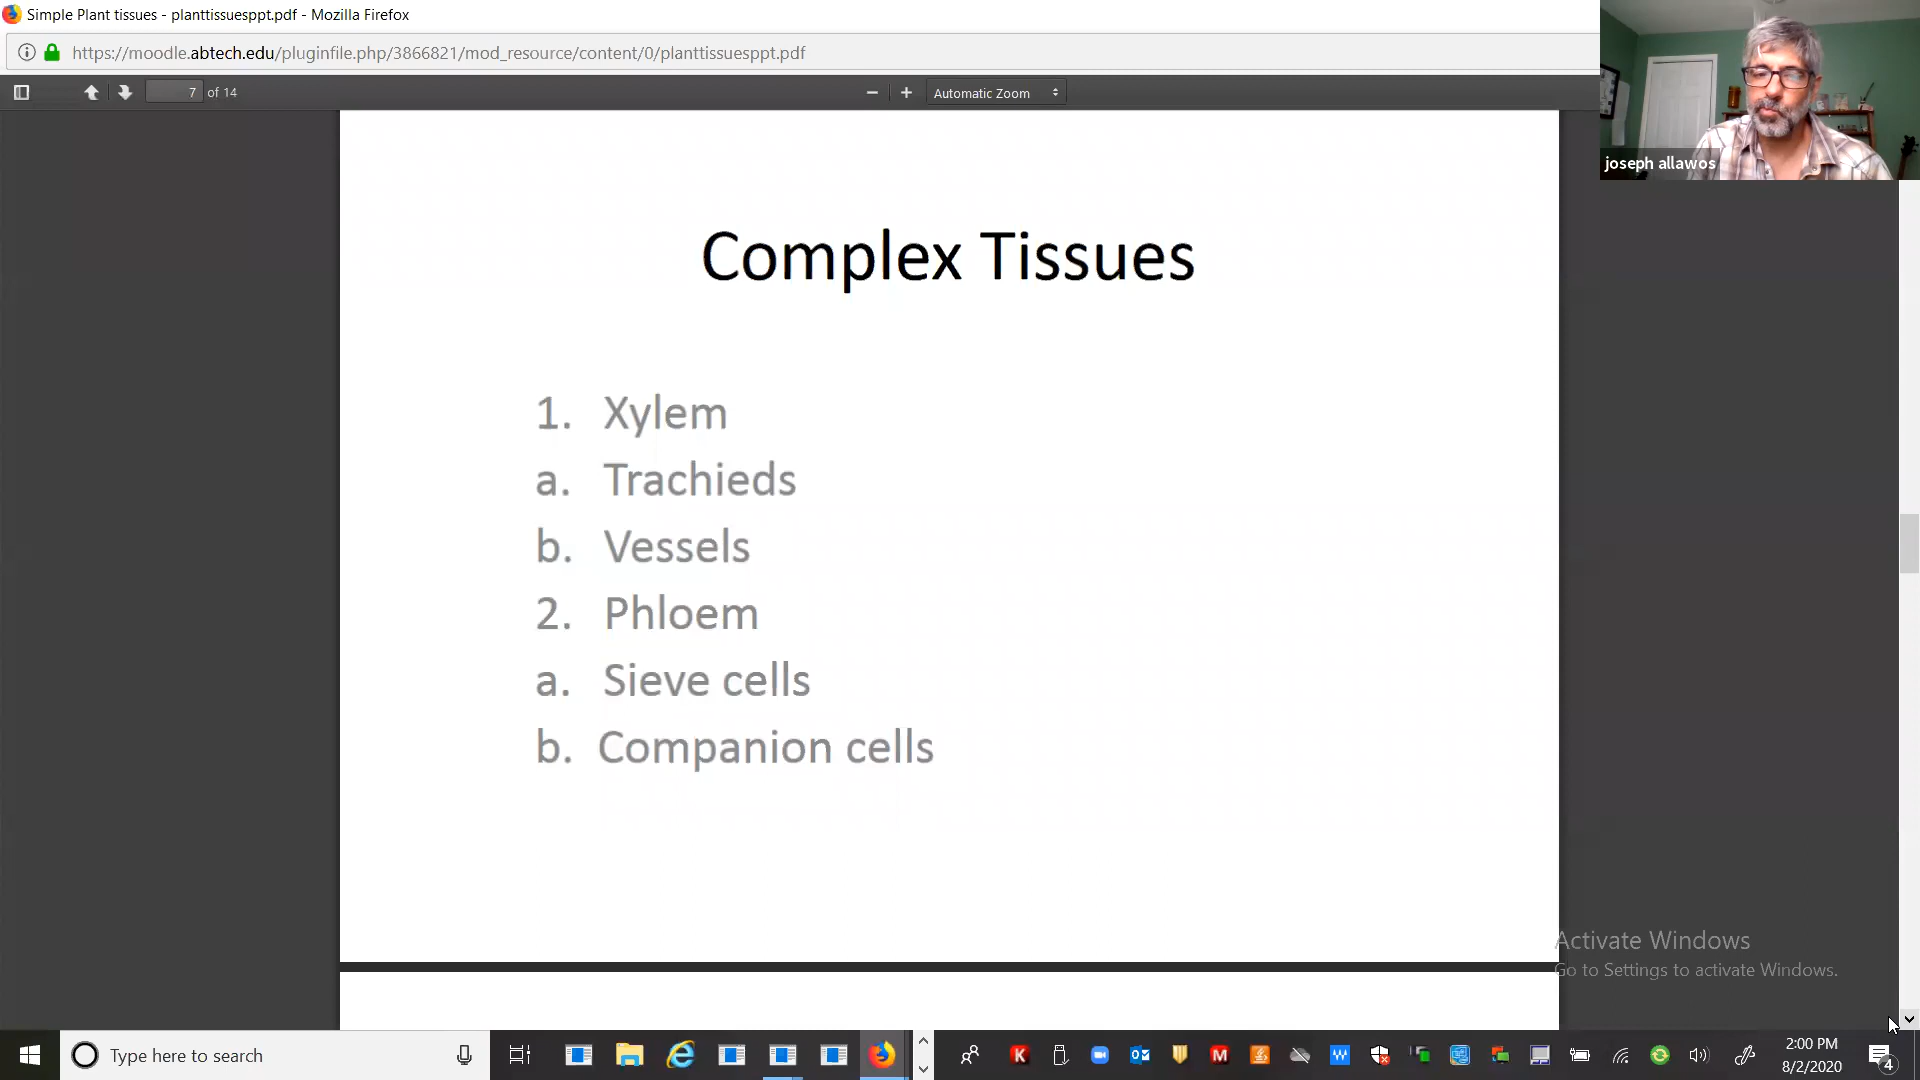 Simple Plant tissues - planttissuesppt.pdf - Mozilla Firefox
https://moodle.abtech.edu/pluginfile.php/3866821/mod_resource/content/0/planttissuesppt.pdf
7 of 14
Automatic Zoom
joseph allawos
Complex Tissues
1. Xylem
a. Trachieds
b. Vessels
2. Phloem
a. Sieve cells
b. Companion cells
Activate Windows
Go to Settings to activate Windows.
Type here to search
2:00 PM
8/2/2020
4